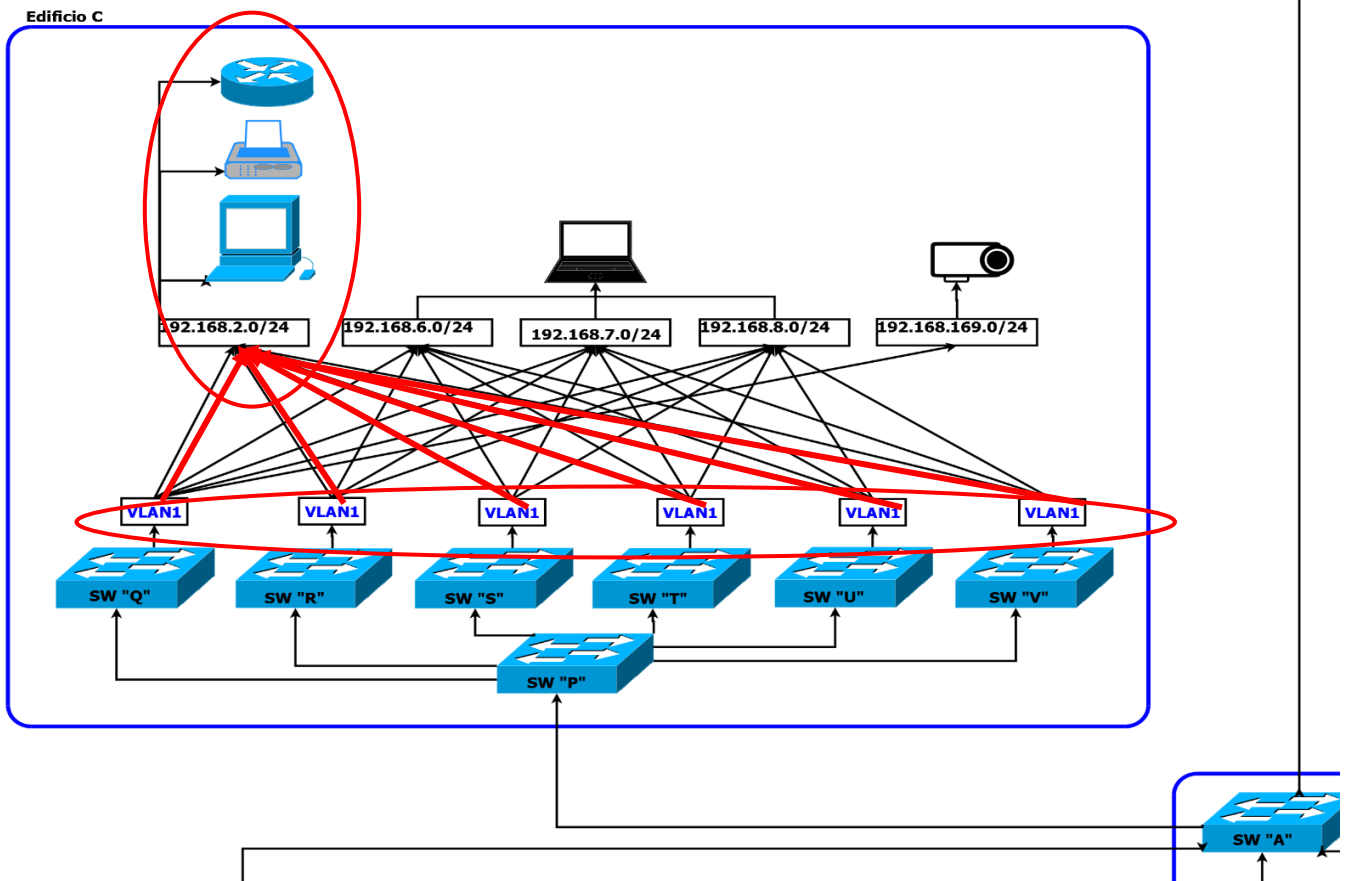 Edificio C
192.168.2.0/24
192.168.6.0/24
192.168.7.0/24
192.168.8.0/24
192.168.169.0/24
VLAN1
VLAN1
VLAN1
VLAN1
VLAN1
VLAN1
SW "Q"
SW "R"
SW "S"
SW "T"
SW "U"
SW "V"
SW "P"
SW "A"